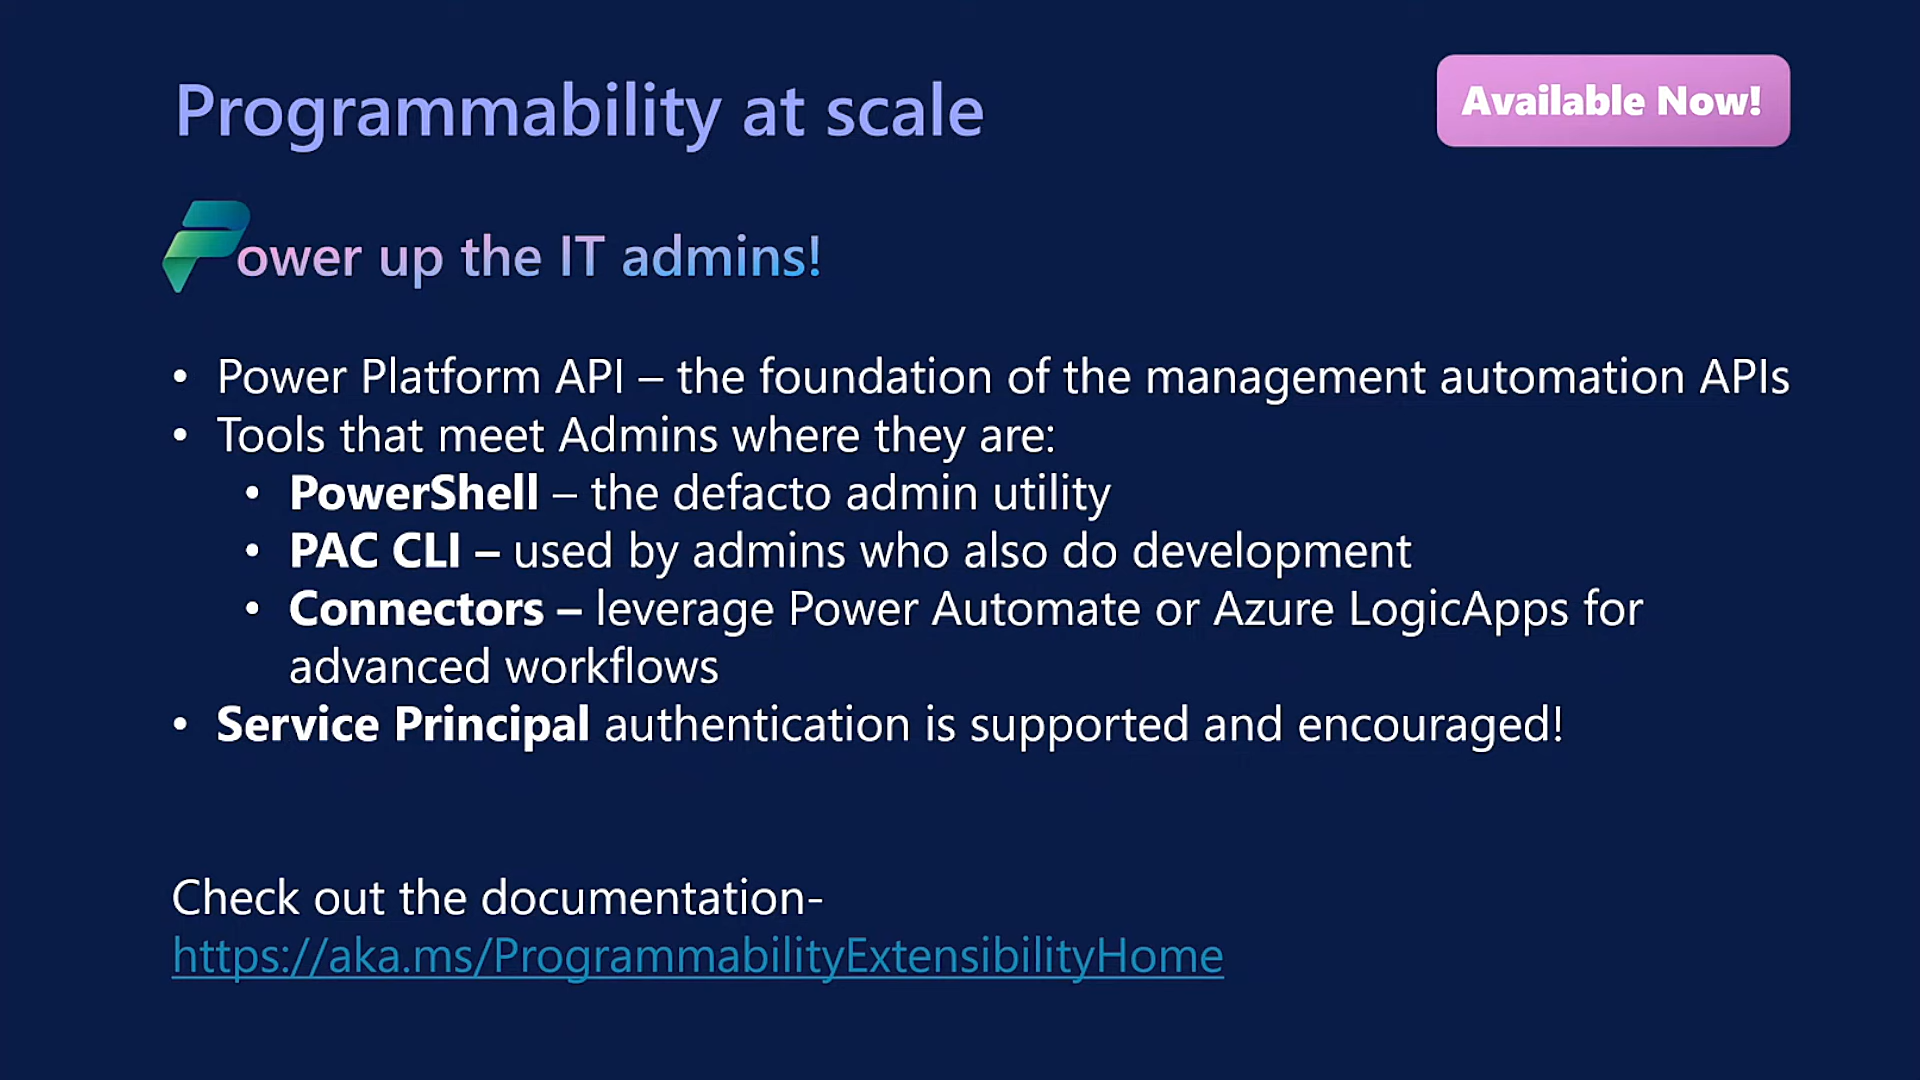 Programmability at scale
Available Now!
Power up the IT admins!
• Power Platform API – the foundation of the management automation APIs
• Tools that meet Admins where they are:
• PowerShell – the defacto admin utility
• PAC CLI – used by admins who also do development
• Connectors – leverage Power Automate or Azure LogicApps for
advanced workflows
• Service Principal authentication is supported and encouraged!
Check out the documentation-
https://aka.ms/ProgrammabilityExtensibilityHome